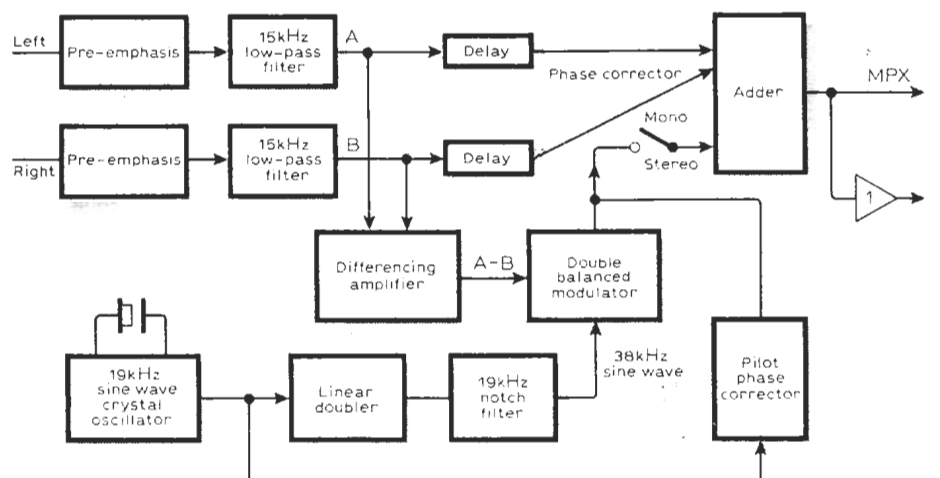 Left
Pre-emphasis
15kHz
low-pass
filter
A
Delay
Phase corrector
Adder
MPX
Right
Pre-emphasis
15kHz
low-pass
filter
B
Delay
Mono
Stereo
1
Differencing
amplifier
A-B
Double
balanced
modulator
19kHz
sine wave
crystal
oscillator
Linear
doubler
19kHz
notch
filter
38kHz
sine wave
Pilot
phase
corrector